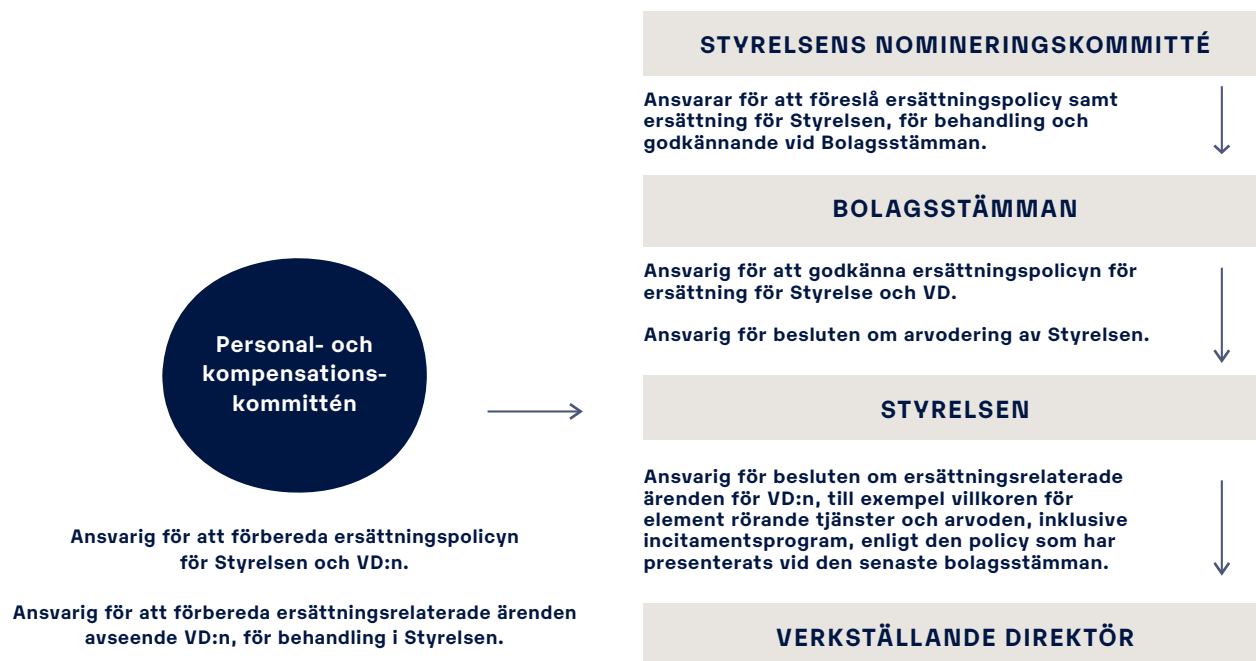 STYRELSENS NOMINERINGSKOMMITTÉ
Ansvarar för att föreslå ersättningspolicy samt
ersättning för Styrelsen, för behandling och
godkännande vid Bolagsstämman.
BOLAGSSTÄMMAN
Ansvarig för att godkänna ersättningspolicyn för
ersättning för Styrelse och VD.
Ansvarig för besluten om arvodering av Styrelsen.
Personal- och
kompensations-
kommittén
Ansvarig för att förbereda ersättningspolicyn
för Styrelsen och VD:n.
Ansvarig för att förbereda ersättningsrelaterade ärenden
avseende VD:n, för behandling i Styrelsen.
STYRELSEN
Ansvarig för besluten om ersättningsrelaterade
ärenden för VD:n, till exempel villkoren för
element rörande tjänster och arvoden, inklusive
incitamentsprogram, enligt den policy som har
presenterats vid den senaste bolagsstämman.
VERKSTÄLLANDE DIREKTÖR